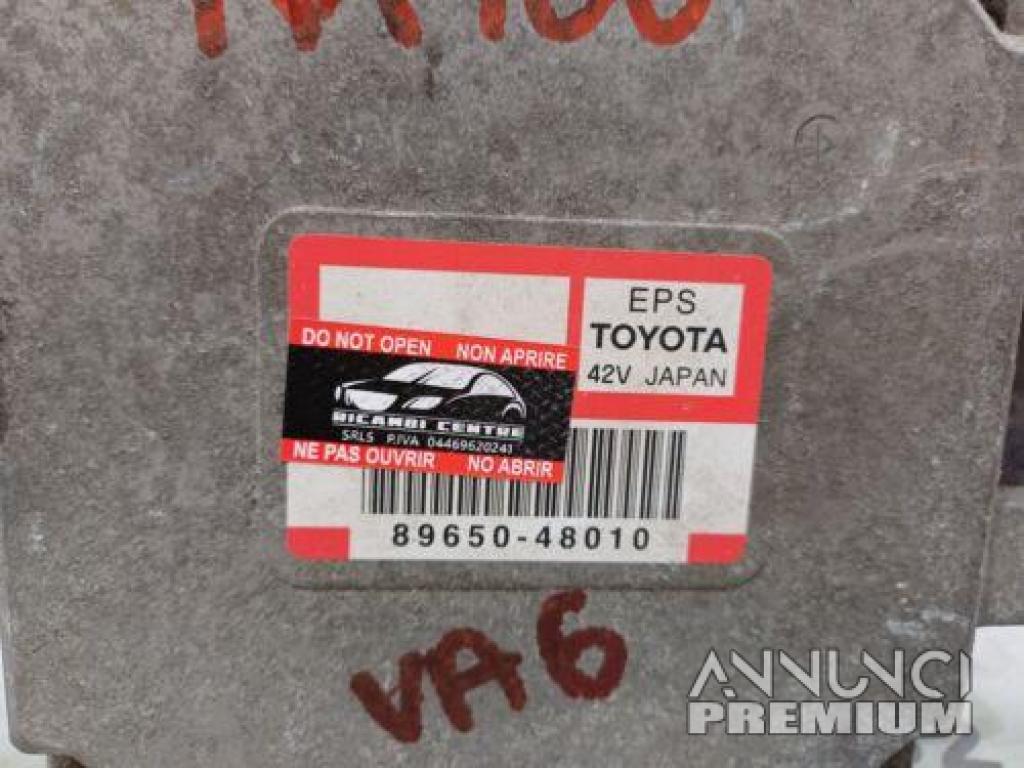 EPS
TOYOTA
42V JAPAN
DO NOT OPEN NON APRIRE
RICAMBI CENTRE
SRLS P.IVA 04469620241
NE PAS OUVRIR NO ABRIR
89650-48010
VA6
ANNUNCI
PREMIUM